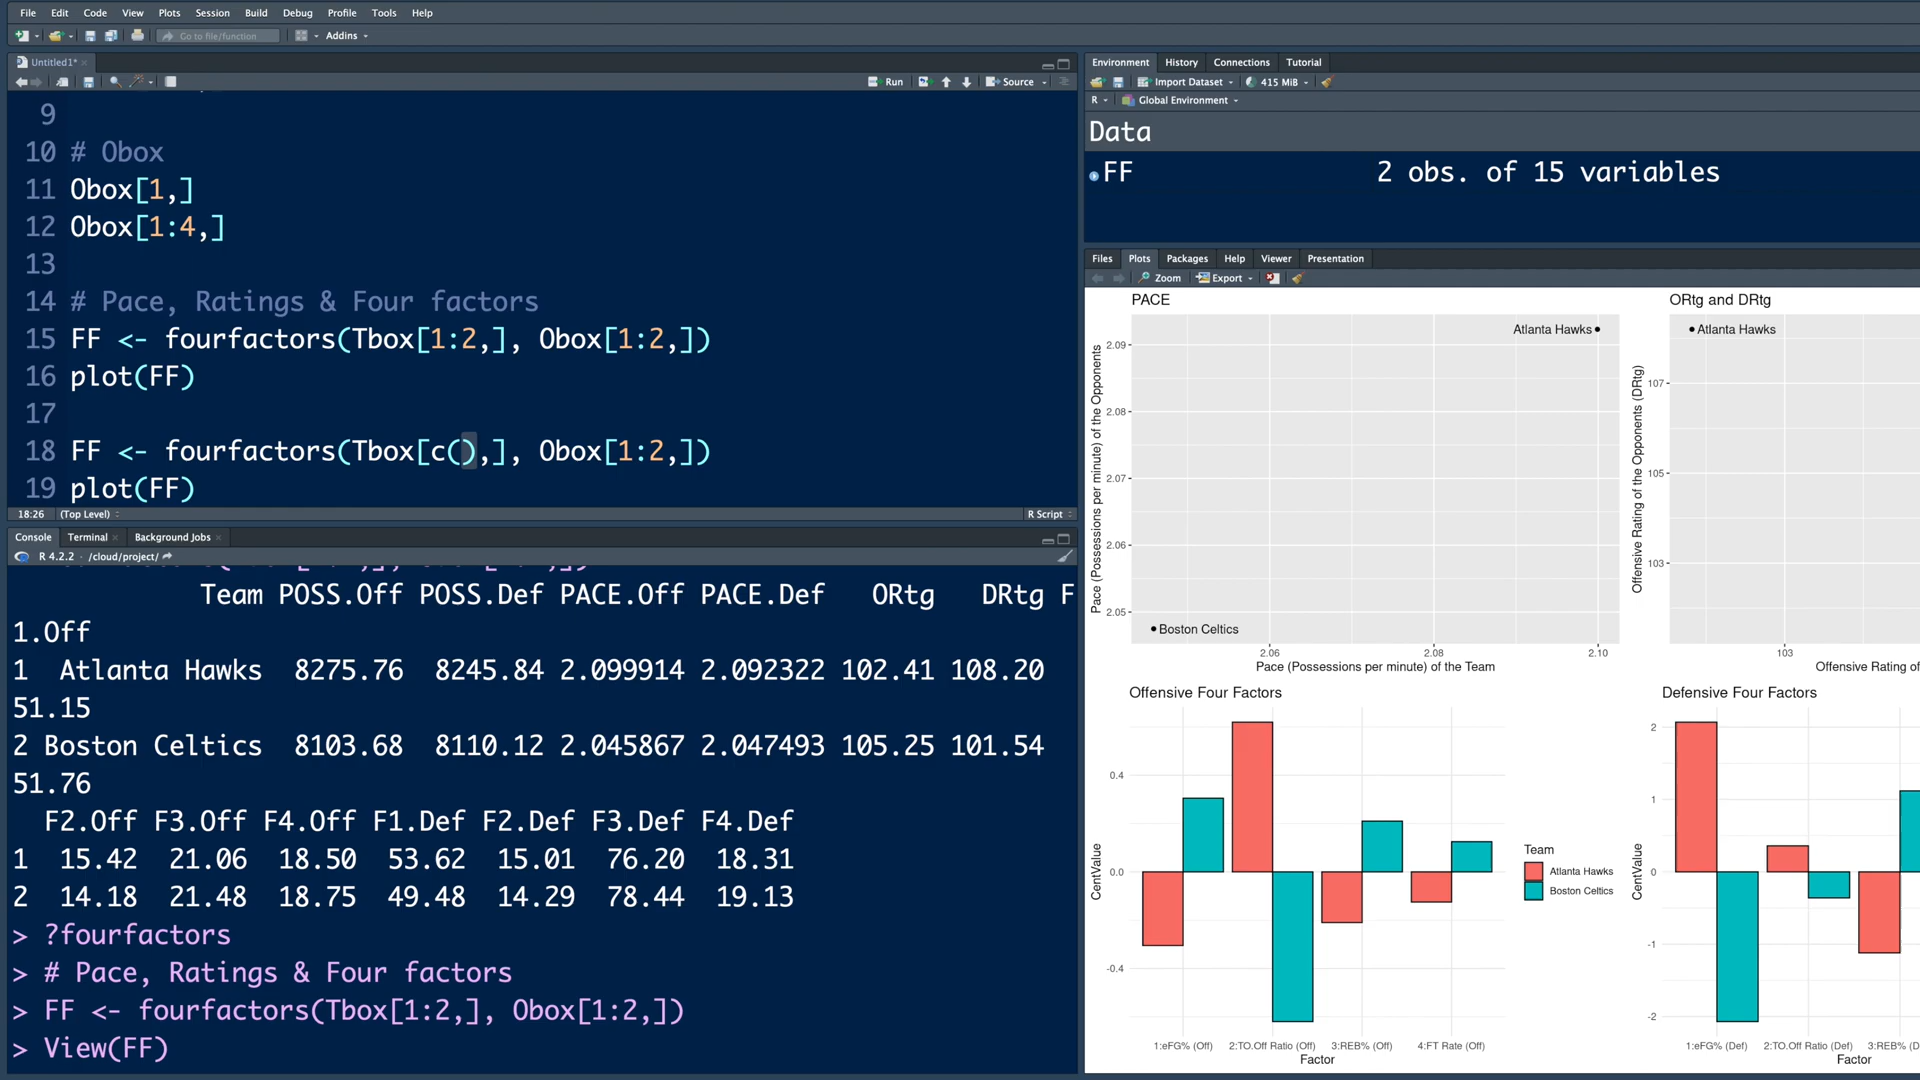 File Edit Code View Plots Session Build Debug Profile Tools Help
Go to file/function Addins
Untitled1*
Run Source
9
10 # Obox
11 Obox[1,]
12 Obox[1:4,]
13
14 # Pace, Ratings & Four factors
15 FF <- fourfactors(Tbox[1:2,], Obox[1:2,])
16 plot(FF)
17
18 FF <- fourfactors(Tbox[c(),], Obox[1:2,])
19 plot(FF)
18:26 (Top Level) R Script
Console Terminal Background Jobs
R 4.2.2 · /cloud/project/
Team POSS.Off POSS.Def PACE.Off PACE.Def ORtg DRtg F
1.Off
1 Atlanta Hawks 8275.76 8245.84 2.099914 2.092322 102.41 108.20
51.15
2 Boston Celtics 8103.68 8110.12 2.045867 2.047493 105.25 101.54
51.76
F2.Off F3.Off F4.Off F1.Def F2.Def F3.Def F4.Def
1 15.42 21.06 18.50 53.62 15.01 76.20 18.31
2 14.18 21.48 18.75 49.48 14.29 78.44 19.13
> ?fourfactors
> # Pace, Ratings & Four factors
> FF <- fourfactors(Tbox[1:2,], Obox[1:2,])
> View(FF)
Environment History Connections Tutorial
Import Dataset 415 MiB
R Global Environment
Data
FF 2 obs. of 15 variables
Files Plots Packages Help Viewer Presentation
Zoom Export
PACE
Atlanta Hawks
Boston Celtics
Pace (Possessions per minute) of the Opponents
2.09
2.08
2.07
2.06
2.05
2.06 2.08 2.10
Pace (Possessions per minute) of the Team
ORtg and DRtg
Atlanta Hawks
Offensive Rating of the Opponents (DRtg)
107
105
103
103
Offensive Rating of
Offensive Four Factors
CentValue
0.4
0.0
-0.4
1:eFG% (Off) 2:TO.Off Ratio (Off) 3:REB% (Off) 4:FT Rate (Off)
Factor
Team
Atlanta Hawks
Boston Celtics
Defensive Four Factors
CentValue
2
1
0
-1
-2
1:eFG% (Def) 2:TO.Off Ratio (Def) 3:REB% (D
Factor